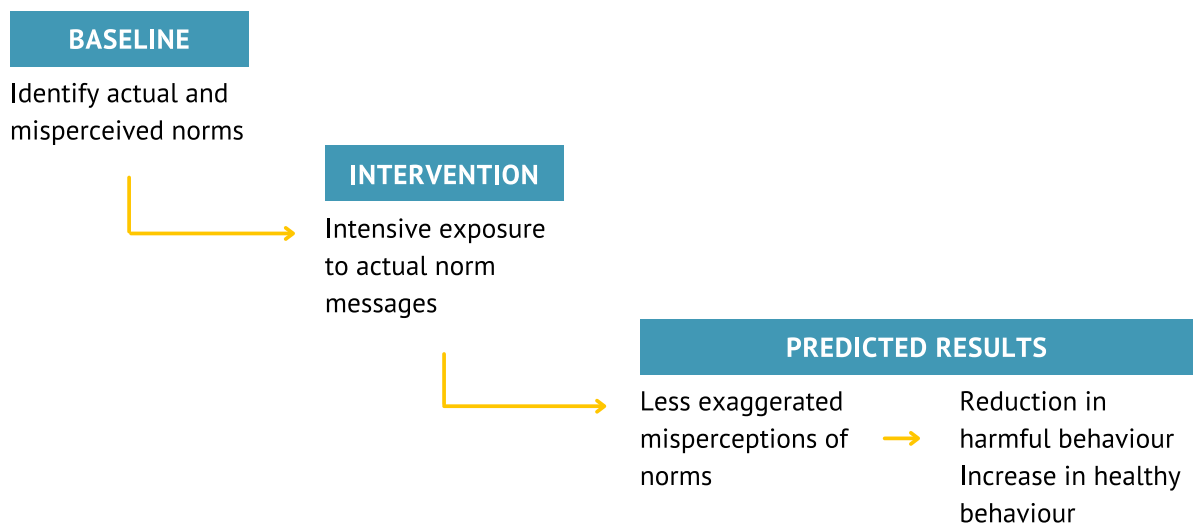 BASELINE
Identify actual and
misperceived norms
INTERVENTION
Intensive exposure
to actual norm
messages
PREDICTED RESULTS
Less exaggerated
misperceptions of
norms
Reduction in
harmful behaviour
Increase in healthy
behaviour